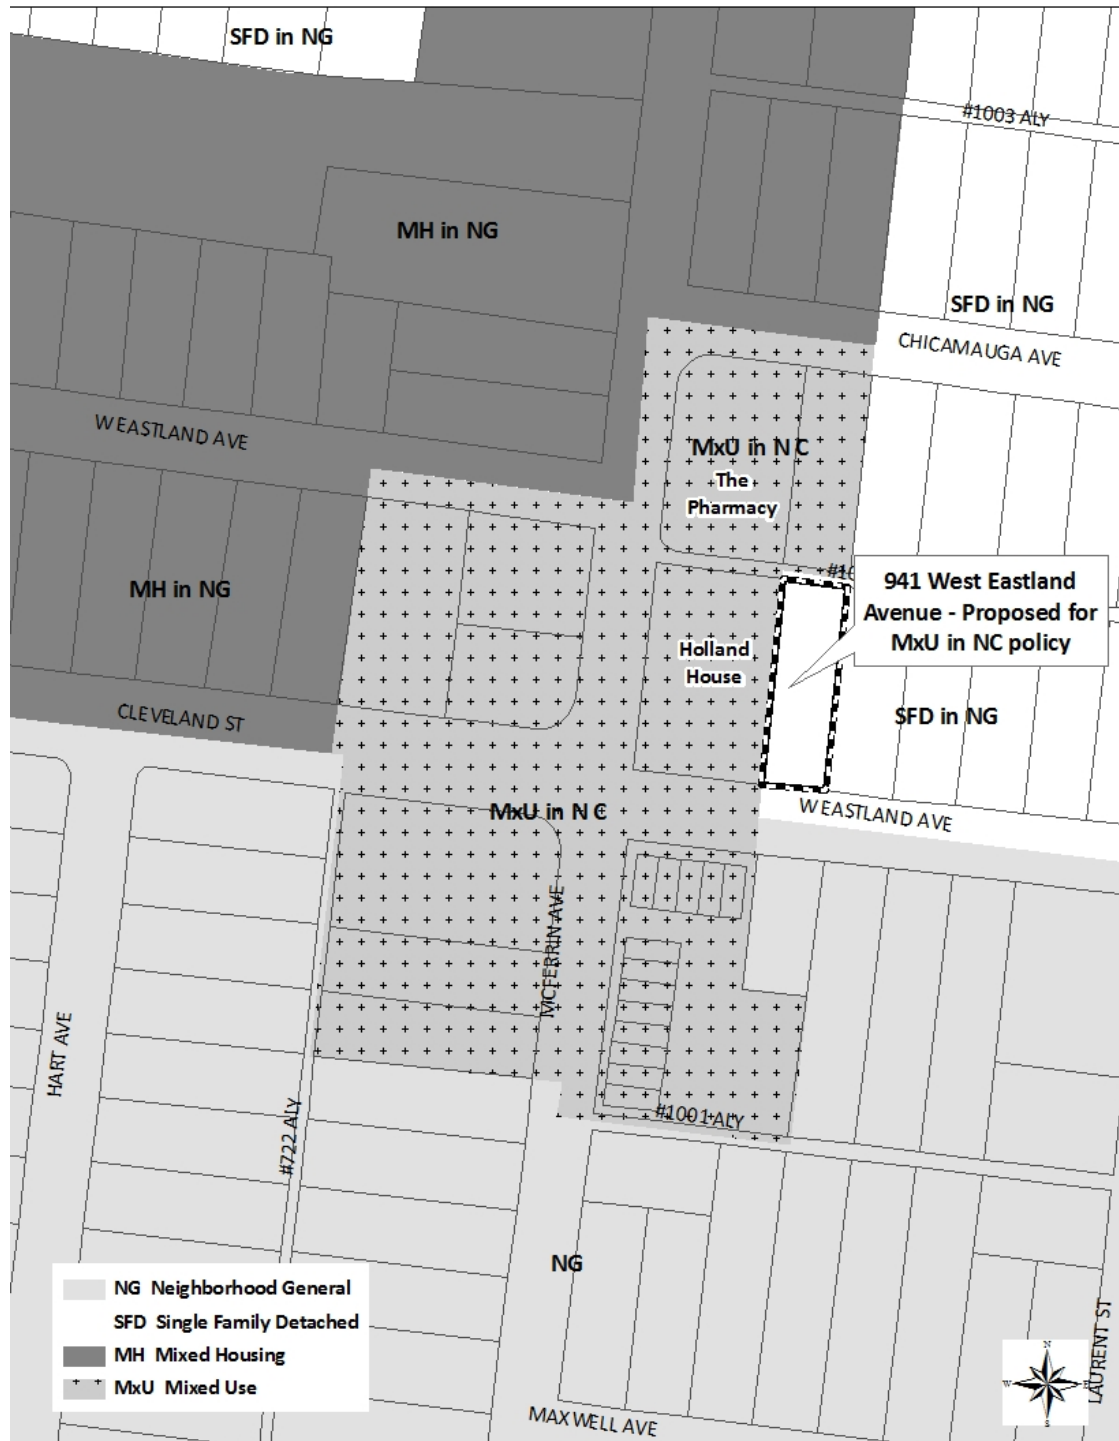 SFD in NG
#1003 ALY
MH in NG
SFD in NG
CHICAMAUGA AVE
W EASTLAND AVE
MxU in N C
The
Pharmacy
#10
941 West Eastland
Avenue - Proposed for
MxU in NC policy
MH in NG
Holland
House
CLEVELAND ST
SFD in NG
MxU in N C
W EASTLAND AVE
MCFERRIN AVE
HART AVE
#722 ALY
#1001 ALY
NG
NG Neighborhood General
SFD Single Family Detached
MH Mixed Housing
MxU Mixed Use
LAURENT ST
N
W
E
S
MAXWELL AVE